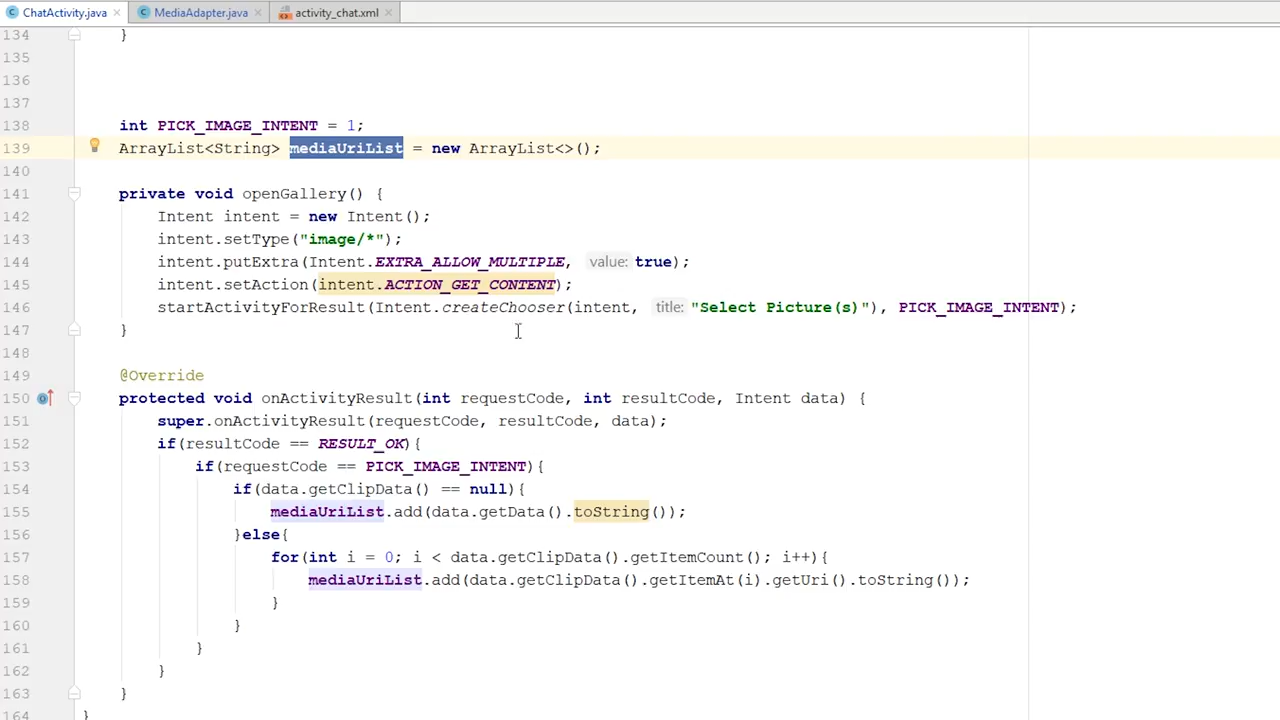 ChatActivity.java MediaAdapter.java activity_chat.xml
134 }
135
136
137
138 int PICK_IMAGE_INTENT = 1;
139 ArrayList<String> mediaUriList = new ArrayList<>();
140
141 private void openGallery() {
142 Intent intent = new Intent();
143 intent.setType("image/*");
144 intent.putExtra(Intent.EXTRA_ALLOW_MULTIPLE, value: true);
145 intent.setAction(intent.ACTION_GET_CONTENT);
146 startActivityForResult(Intent.createChooser(intent, title: "Select Picture(s)"), PICK_IMAGE_INTENT);
147 }
148
149 @Override
150 protected void onActivityResult(int requestCode, int resultCode, Intent data) {
151 super.onActivityResult(requestCode, resultCode, data);
152 if(resultCode == RESULT_OK){
153 if(requestCode == PICK_IMAGE_INTENT){
154 if(data.getClipData() == null){
155 mediaUriList.add(data.getData().toString());
156 }else{
157 for(int i = 0; i < data.getClipData().getItemCount(); i++){
158 mediaUriList.add(data.getClipData().getItemAt(i).getUri().toString());
159 }
160 }
161 }
162 }
163 }
164 }